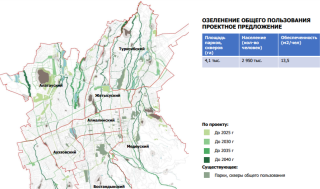 ОЗЕЛЕНЕНИЕ ОБЩЕГО ПОЛЬЗОВАНИЯ
ПРОЕКТНОЕ ПРЕДЛОЖЕНИЕ
Площадь парков, скверов (га)
Население (кол-во человек)
Обеспеченность (м2/чел)
4,1 тыс.
2 950 тыс.
13,5
Турксибский
Алатауский
Жетысуский
Алмалинский
Ауэзовский
Медеуский
Бостандыкский
По проекту:
До 2025 г
До 2030 г
До 2035 г
До 2040 г
Существующие:
Парки, скверы общего пользования